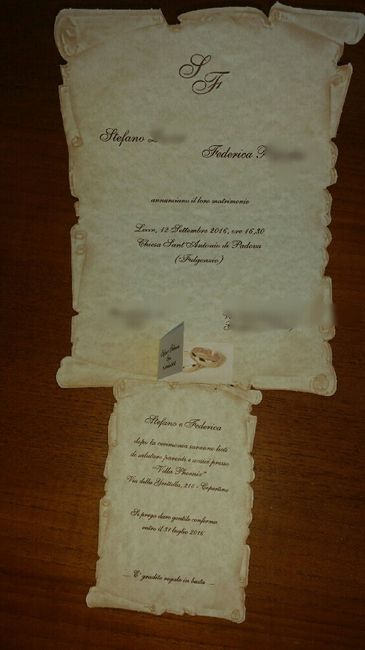 S
F
Stefano
Federica G
annunciano il loro matrimonio
Lecce, 12 Settembre 2016, ore 16,30
Chiesa Sant'Antonio di Padova
(Fulgenzio)
Stefano e Federica
dopo la cerimonia saranno lieti
di salutare parenti e amici presso
"Villa Phoenix"
Via della Grottella, 210 - Copertino
Si prega dare gentile conferma
entro il 31 luglio 2016
E' gradito regalo in busta